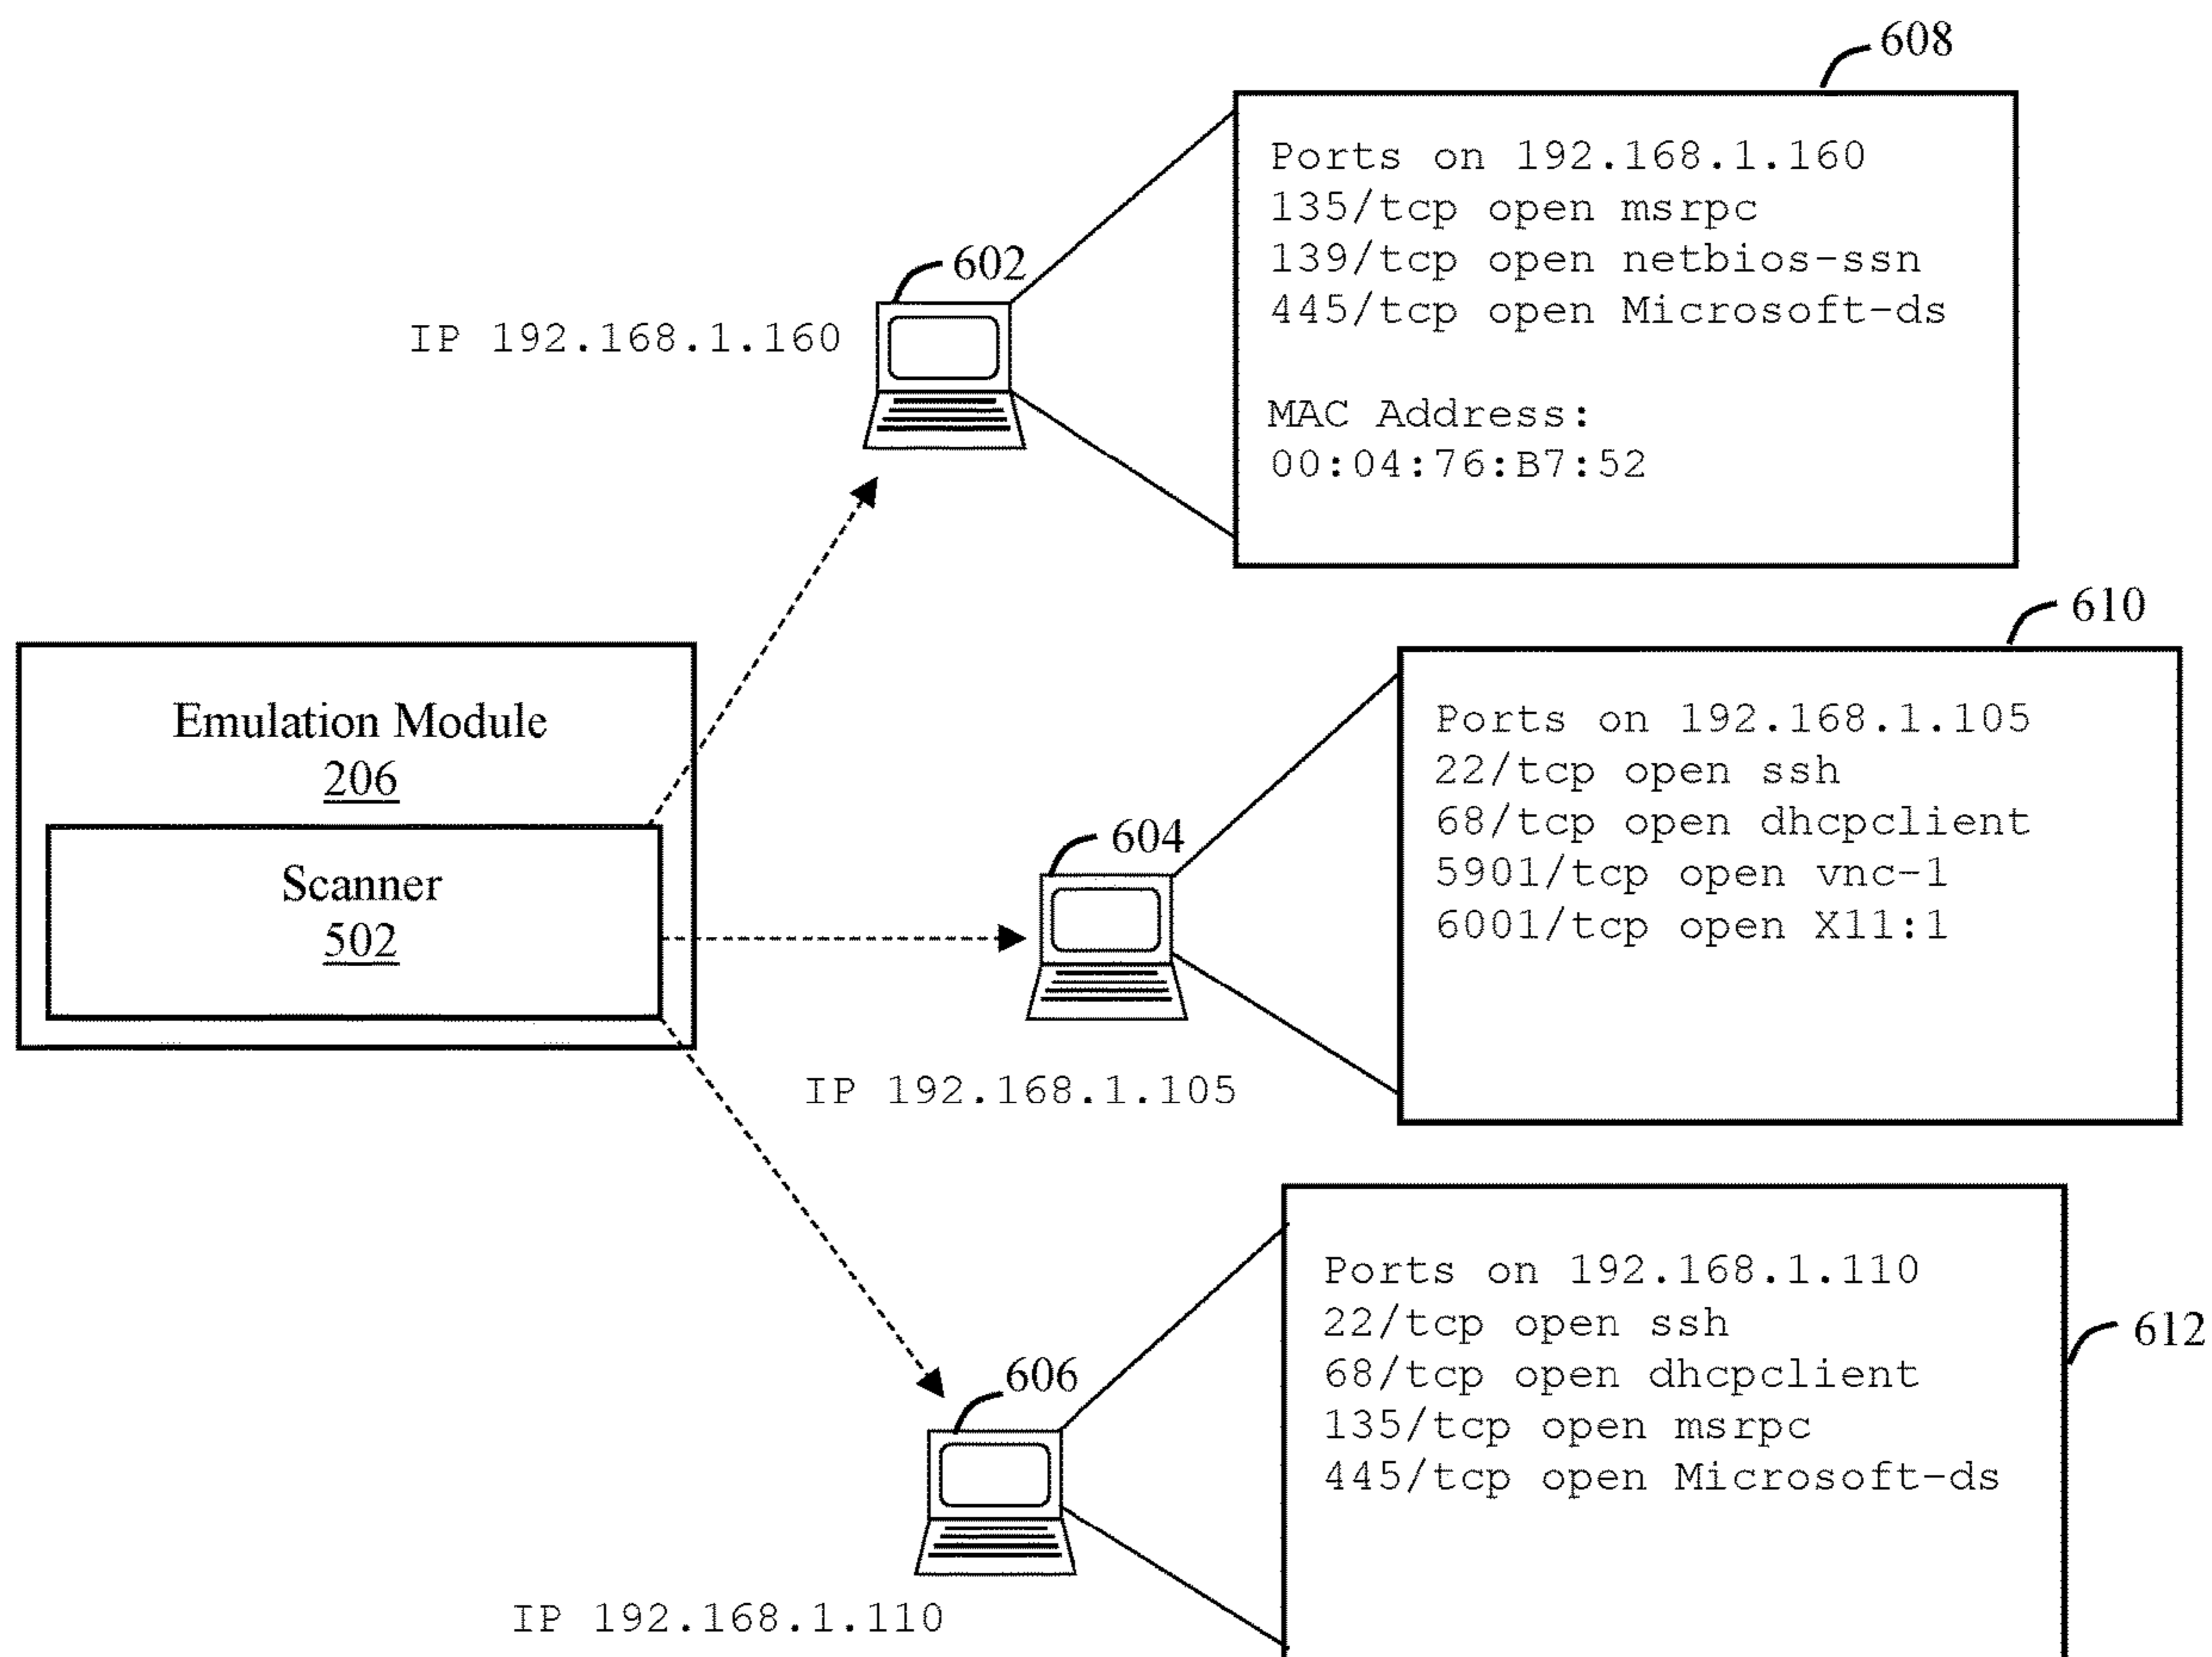 608
Ports on 192.168.1.160
135/tcp open msrpc
139/tcp open netbios-ssn
445/tcp open Microsoft-ds
MAC Address:
00:04:76:B7:52
602
IP 192.168.1.160
610
Ports on 192.168.1.105
22/tcp open ssh
68/tcp open dhcpclient
5901/tcp open vnc-1
6001/tcp open X11:1
Emulation Module
206
Scanner
502
604
IP 192.168.1.105
612
Ports on 192.168.1.110
22/tcp open ssh
68/tcp open dhcpclient
135/tcp open msrpc
445/tcp open Microsoft-ds
606
IP 192.168.1.110